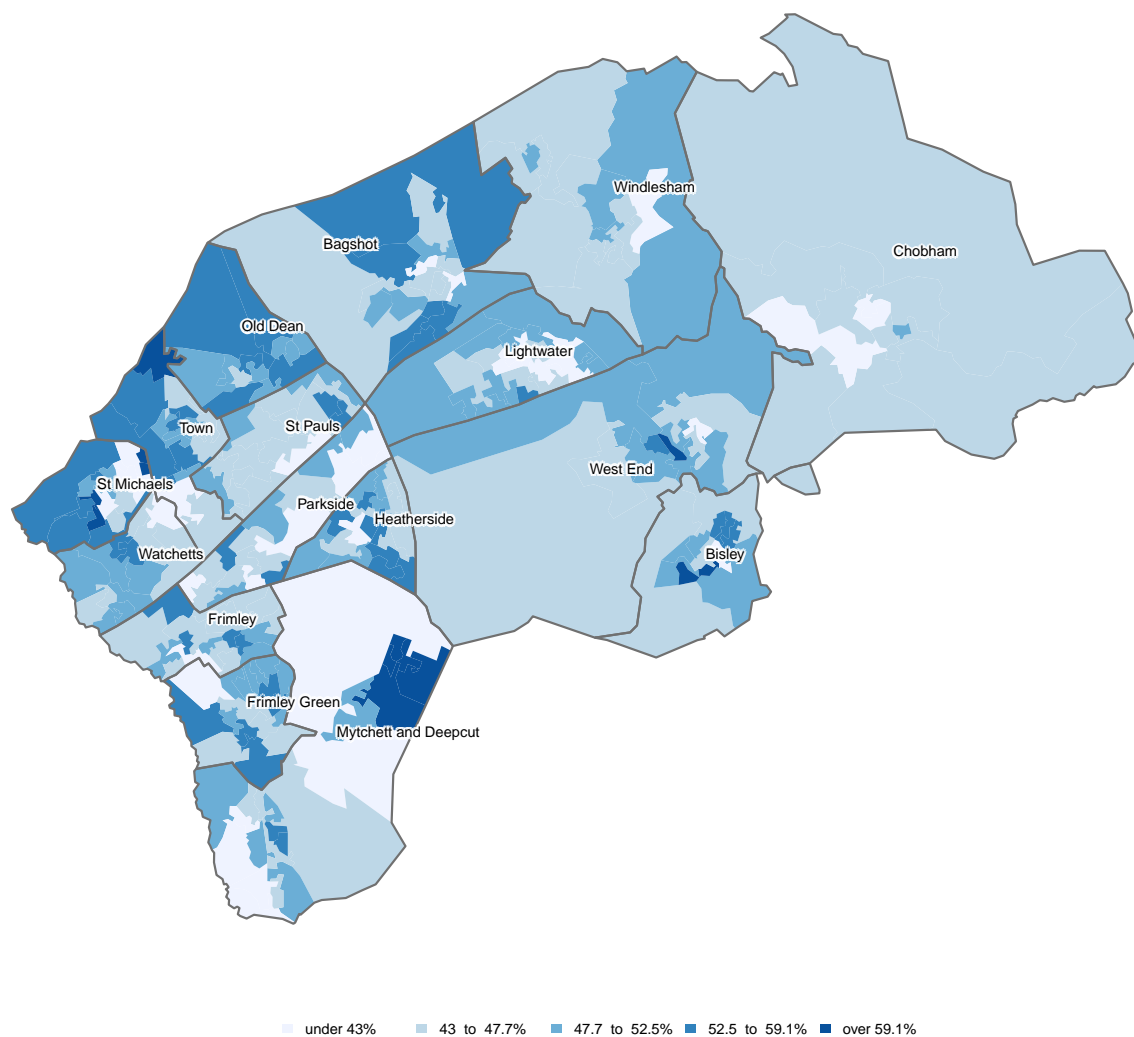 Windlesham
Bagshot
Chobham
Old Dean
Lightwater
St Pauls
Town
West End
St Michaels
Parkside
Heatherside
Watchetts
Bisley
Frimley
Frimley Green
Mytchett and Deepcut
under 43% 43 to 47.7% 47.7 to 52.5% 52.5 to 59.1% over 59.1%